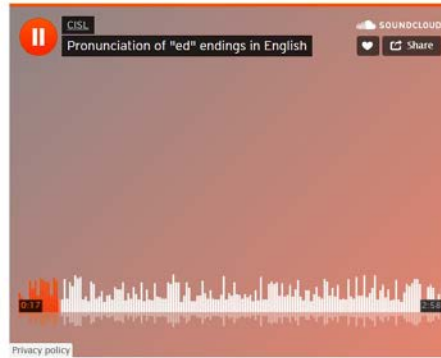 CISL
SOUNDCLOUD
Pronunciation of "ed" endings in English
Share
0:17
2:58
Privacy policy